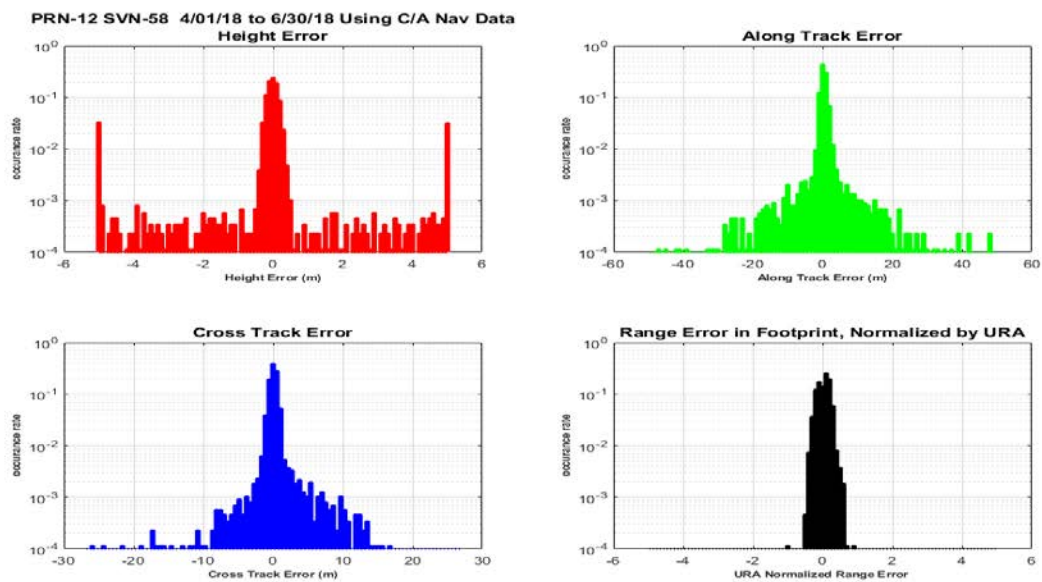 PRN-12 SVN-58 4/01/18 to 6/30/18 Using C/A Nav Data
Height Error
10^0
10^-1
10^-2
10^-3
10^-4
occurance rate
-6 -4 -2 0 2 4 6
Height Error (m)
Along Track Error
10^0
10^-1
10^-2
10^-3
10^-4
occurance rate
-60 -40 -20 0 20 40 60
Along Track Error (m)
Cross Track Error
10^0
10^-1
10^-2
10^-3
10^-4
occurance rate
-30 -20 -10 0 10 20 30
Cross Track Error (m)
Range Error in Footprint, Normalized by URA
10^0
10^-1
10^-2
10^-3
10^-4
occurance rate
-6 -4 -2 0 2 4 6
URA Normalized Range Error